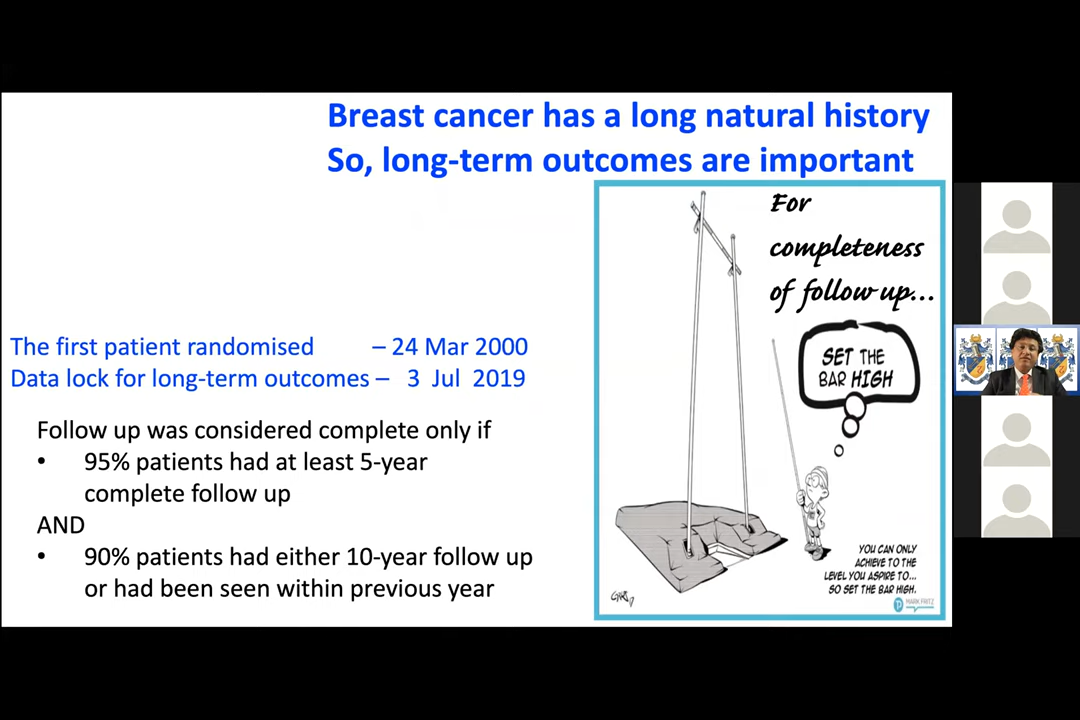 Breast cancer has a long natural history
So, long-term outcomes are important
The first patient randomised – 24 Mar 2000
Data lock for long-term outcomes – 3 Jul 2019
Follow up was considered complete only if
• 95% patients had at least 5-year
complete follow up
AND
• 90% patients had either 10-year follow up
or had been seen within previous year
For
completeness
of follow up...
SET THE
BAR HIGH
YOU CAN ONLY
ACHIEVE TO THE
LEVEL YOU ASPIRE TO...
SO SET THE BAR HIGH.
MARK FRITZ